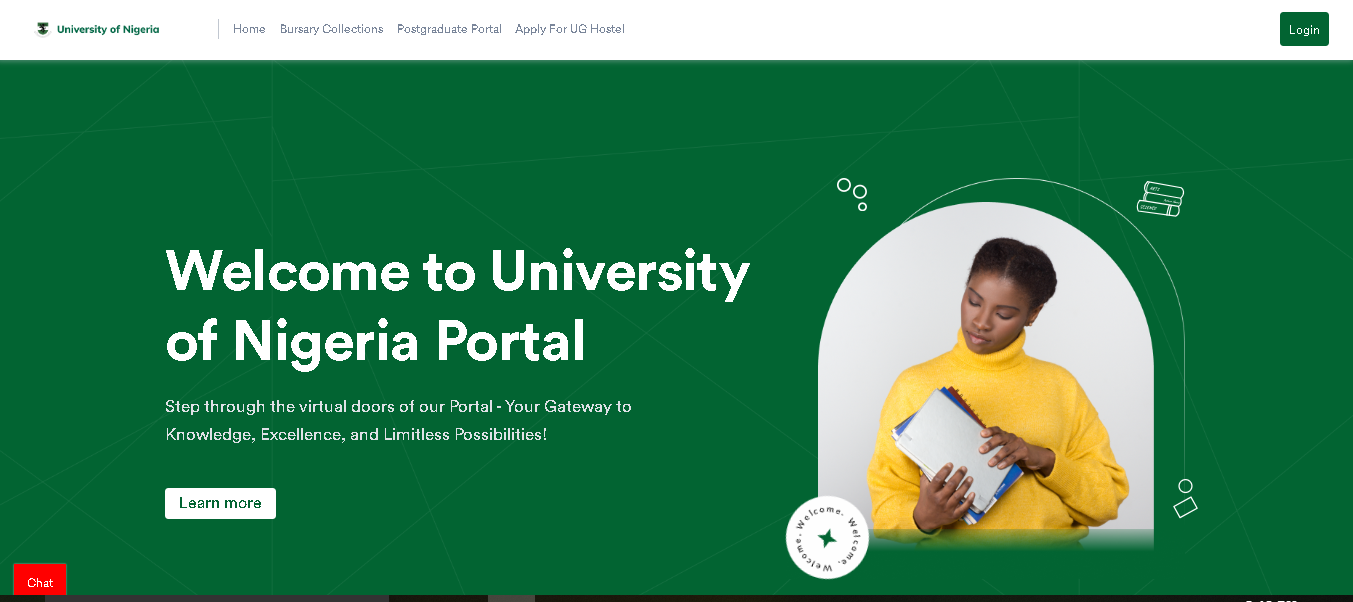 University of Nigeria
Home
Bursary Collections
Postgraduate Portal
Apply For UG Hostel
Login
Welcome to University
of Nigeria Portal
Step through the virtual doors of our Portal - Your Gateway to
Knowledge, Excellence, and Limitless Possibilities!
Learn more
Welcome. Welcome. Welcome.
Chat